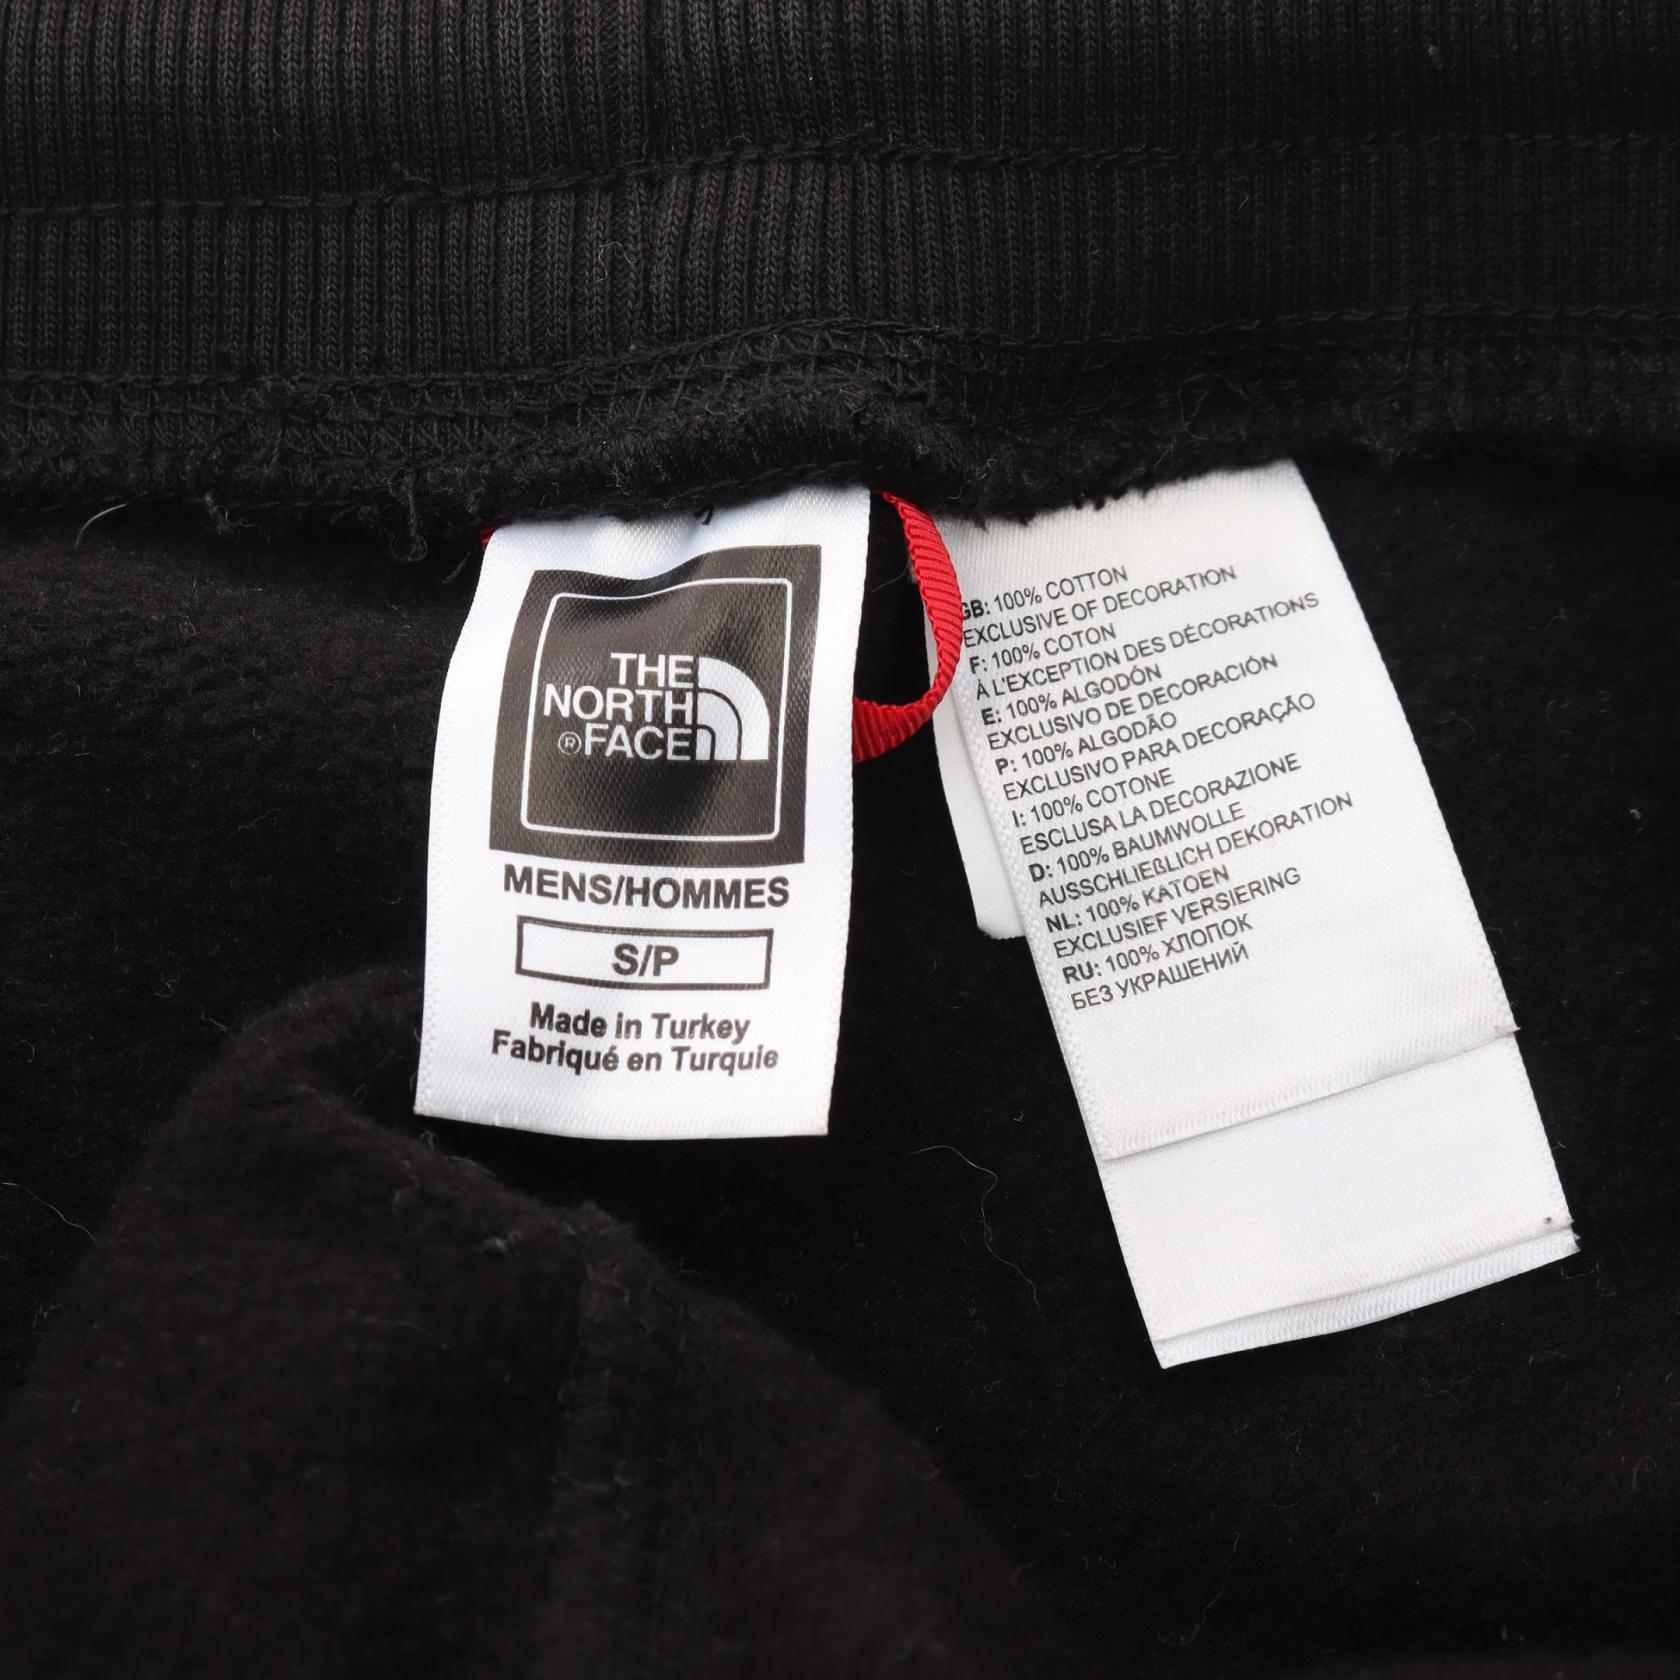 THE
NORTH
®FACE
MENS/HOMMES
S/P
Made in Turkey
Fabriqué en Turquie
GB: 100% COTTON
EXCLUSIVE OF DECORATION
F: 100% COTON
À L'EXCEPTION DES DÉCORATIONS
E: 100% ALGODÓN
EXCLUSIVO DE DECORACIÓN
P: 100% ALGODÃO
EXCLUSIVO PARA DECORAÇÃO
I: 100% COTONE
ESCLUSA LA DECORAZIONE
D: 100% BAUMWOLLE
AUSSCHLIEßLICH DEKORATION
NL: 100% KATOEN
EXCLUSIEF VERSIERING
RU: 100% ХЛОПОК
БЕЗ УКРАШЕНИЙ